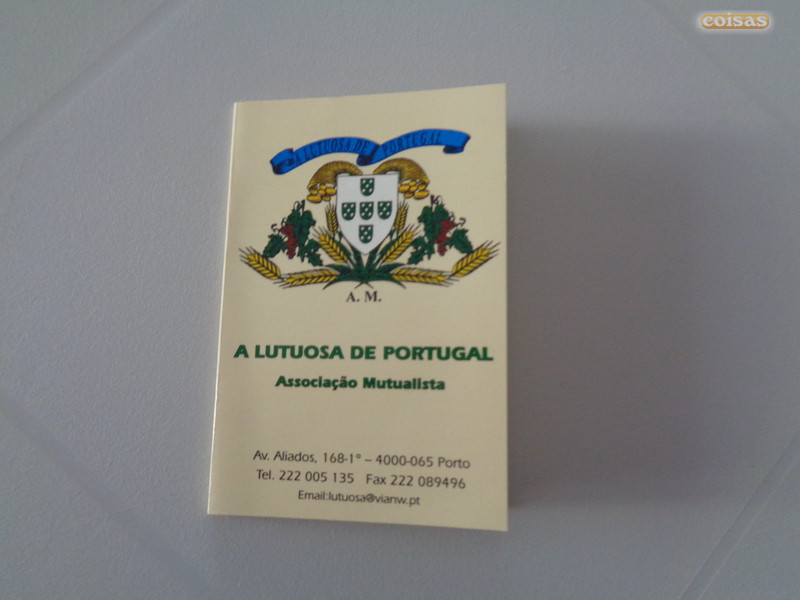 coisas
A LUTUOSA DE PORTUGAL
A. M.
A LUTUOSA DE PORTUGAL
Associação Mutualista
Av. Aliados, 168-1º – 4000-065 Porto
Tel. 222 005 135 Fax 222 089496
Email:lutuosa@vianw.pt